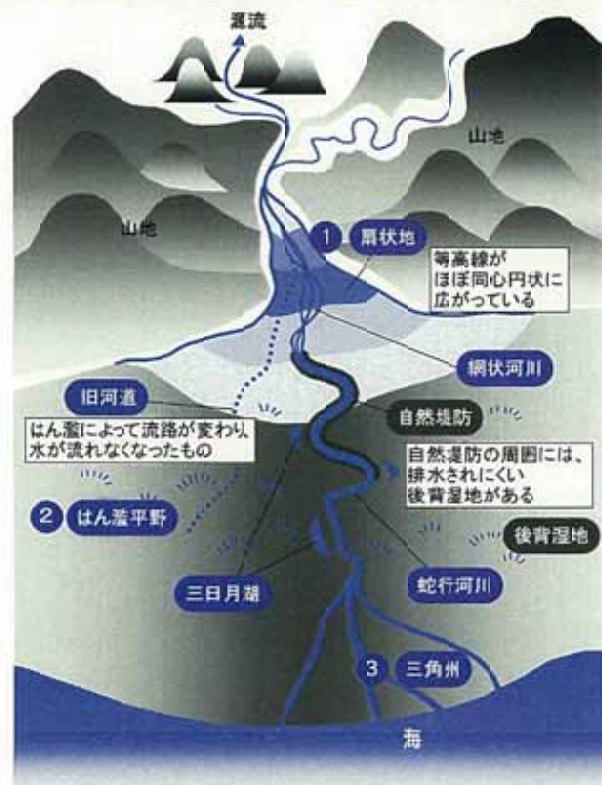 源流
山地
山地
1 扇状地
等高線が
ほぼ同心円状に
広がっている
網状河川
旧河道
はん濫によって流路が変わり、
水が流れなくなったもの
自然堤防
自然堤防の周囲には、
排水されにくい
後背湿地がある
2 はん濫平野
後背湿地
三日月湖
蛇行河川
3 三角州
海